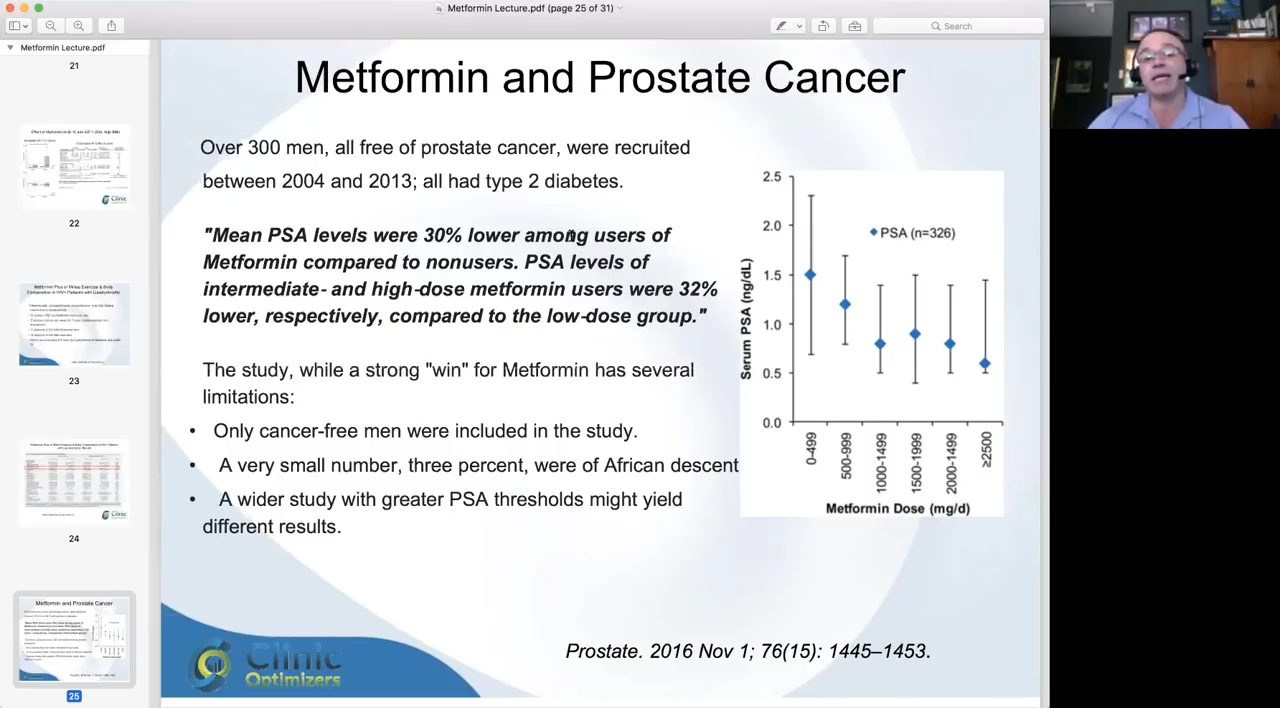 Metformin Lecture.pdf (page 25 of 31)
Search
Metformin Lecture.pdf
21
22
23
24
Metformin and Prostate Cancer
25
Metformin and Prostate Cancer
Over 300 men, all free of prostate cancer, were recruited
between 2004 and 2013; all had type 2 diabetes.
"Mean PSA levels were 30% lower among users of
Metformin compared to nonusers. PSA levels of
intermediate- and high-dose Metformin users were 32%
lower, respectively, compared to the low-dose group."
The study, while a strong "win" for Metformin has several
limitations:
• Only cancer-free men were included in the study.
• A very small number, three percent, were of African descent
• A wider study with greater PSA thresholds might yield
different results.
Serum PSA (ng/dL)
2.5
2.0
1.5
1.0
0.5
0.0
PSA (n=326)
0-499
500-999
1000-1499
1500-1999
2000-1499
≥2500
Metformin Dose (mg/d)
Clinic
Optimizers
Prostate. 2016 Nov 1; 76(15): 1445–1453.